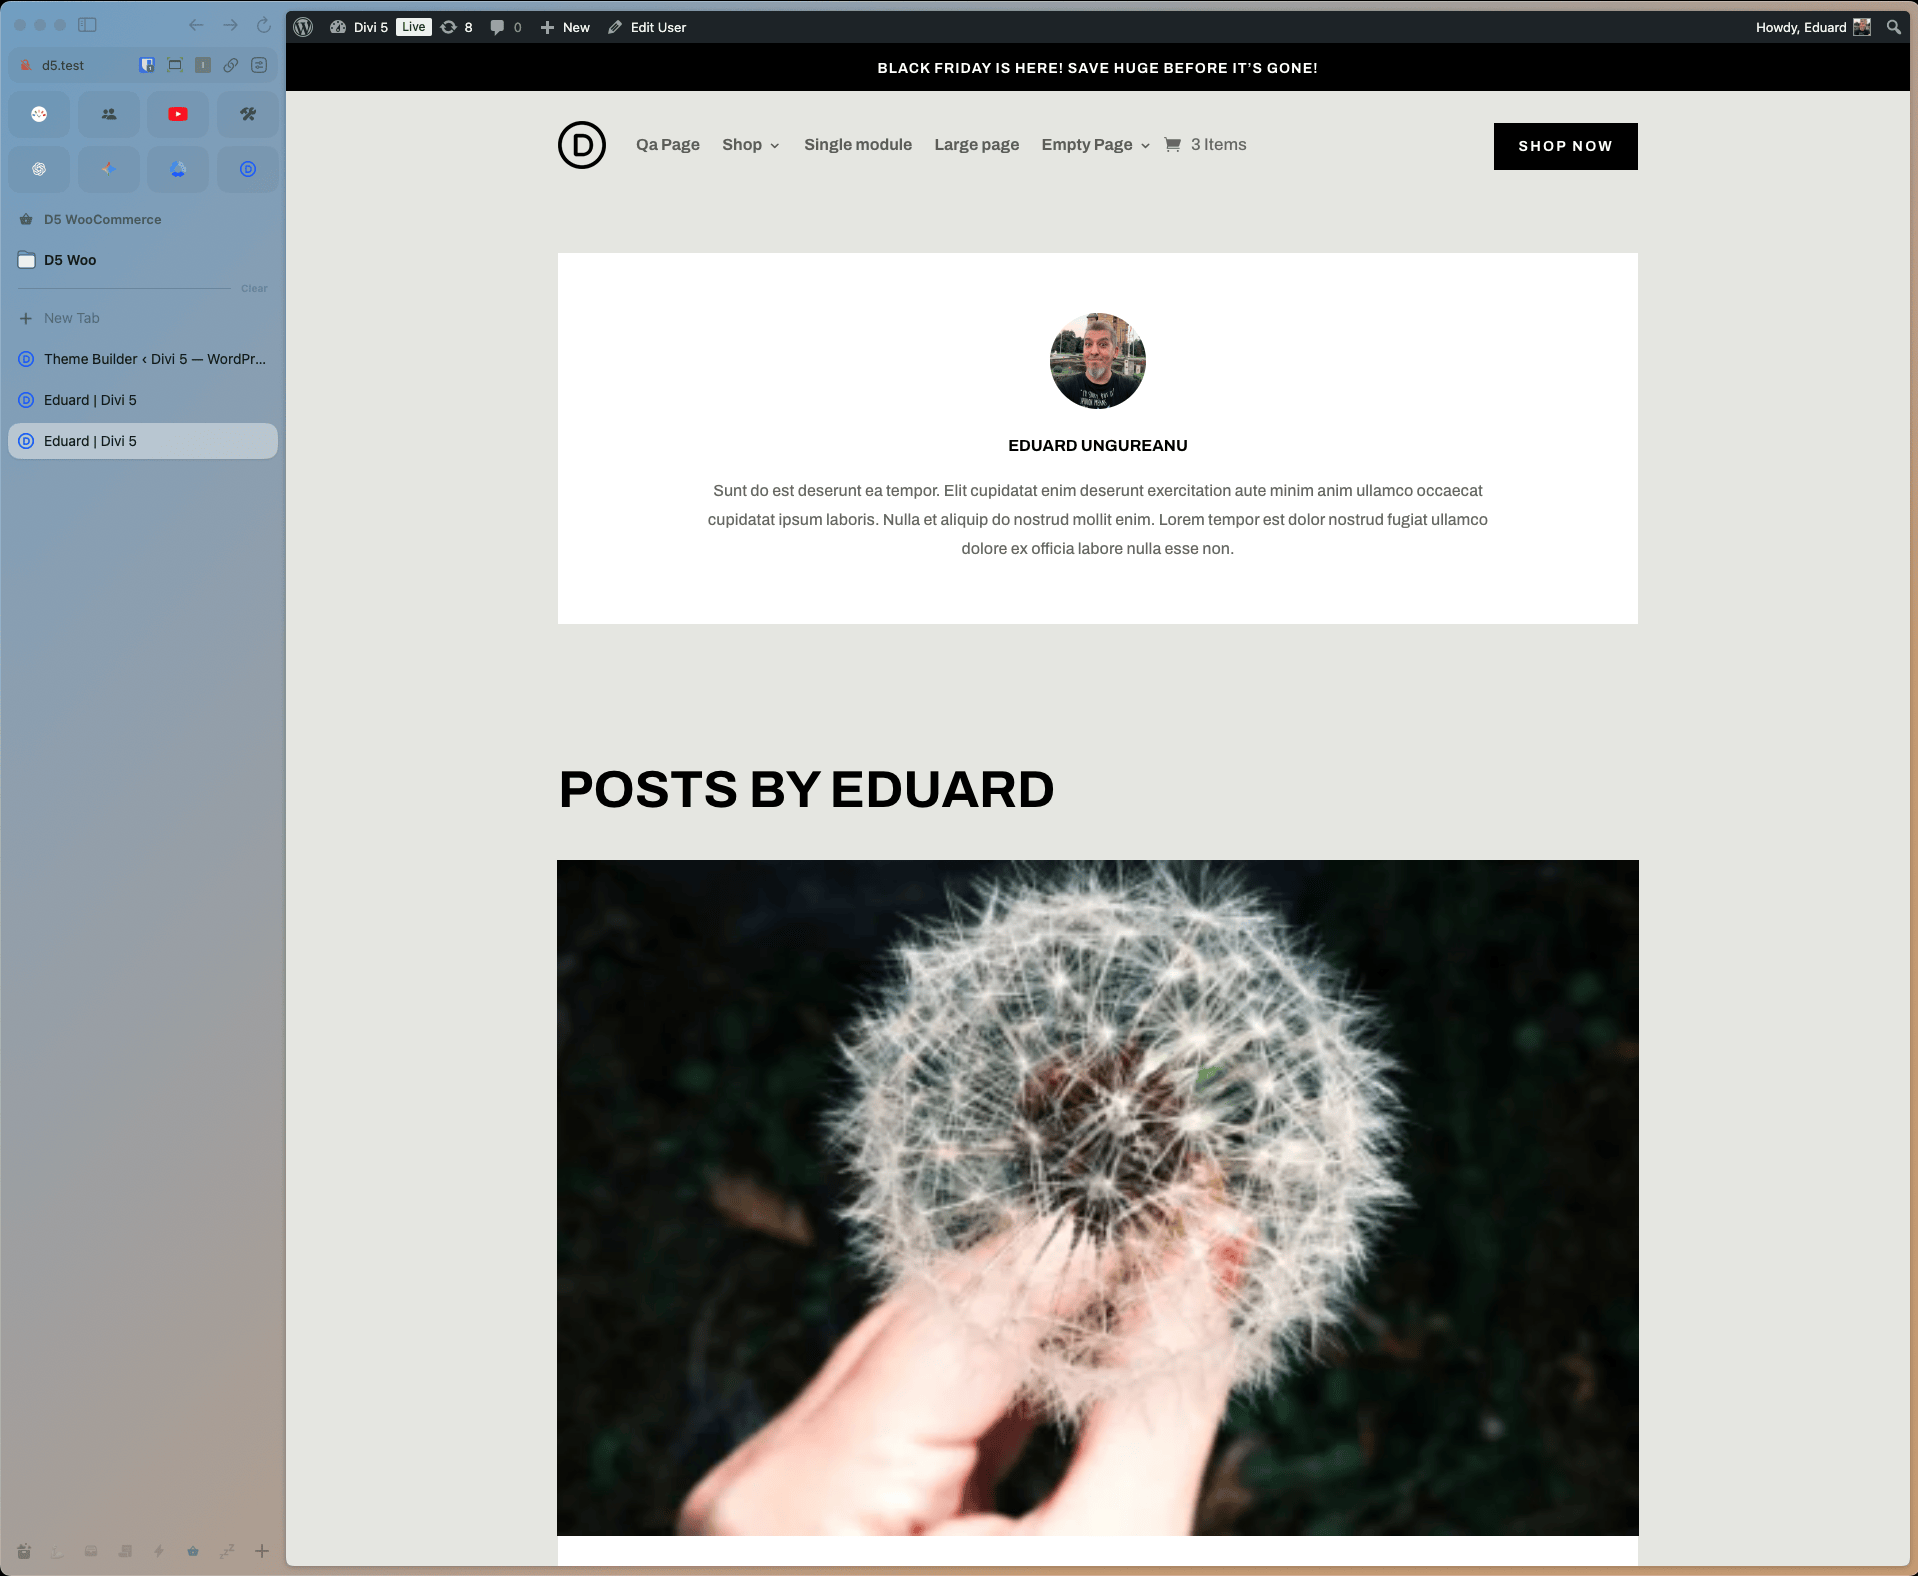 d5.test
D5 WooCommerce
D5 Woo
Clear
New Tab
Theme Builder ‹ Divi 5 — WordPr...
Eduard | Divi 5
Eduard | Divi 5
Divi 5 Live 8 0 New Edit User
Howdy, Eduard
BLACK FRIDAY IS HERE! SAVE HUGE BEFORE IT’S GONE!
D Qa Page Shop Single module Large page Empty Page 3 Items
SHOP NOW
EDUARD UNGUREANU
Sunt do est deserunt ea tempor. Elit cupidatat enim deserunt exercitation aute minim anim ullamco occaecat
cupidatat ipsum laboris. Nulla et aliquip do nostrud mollit enim. Lorem tempor est dolor nostrud fugiat ullamco
dolore ex officia labore nulla esse non.
POSTS BY EDUARD